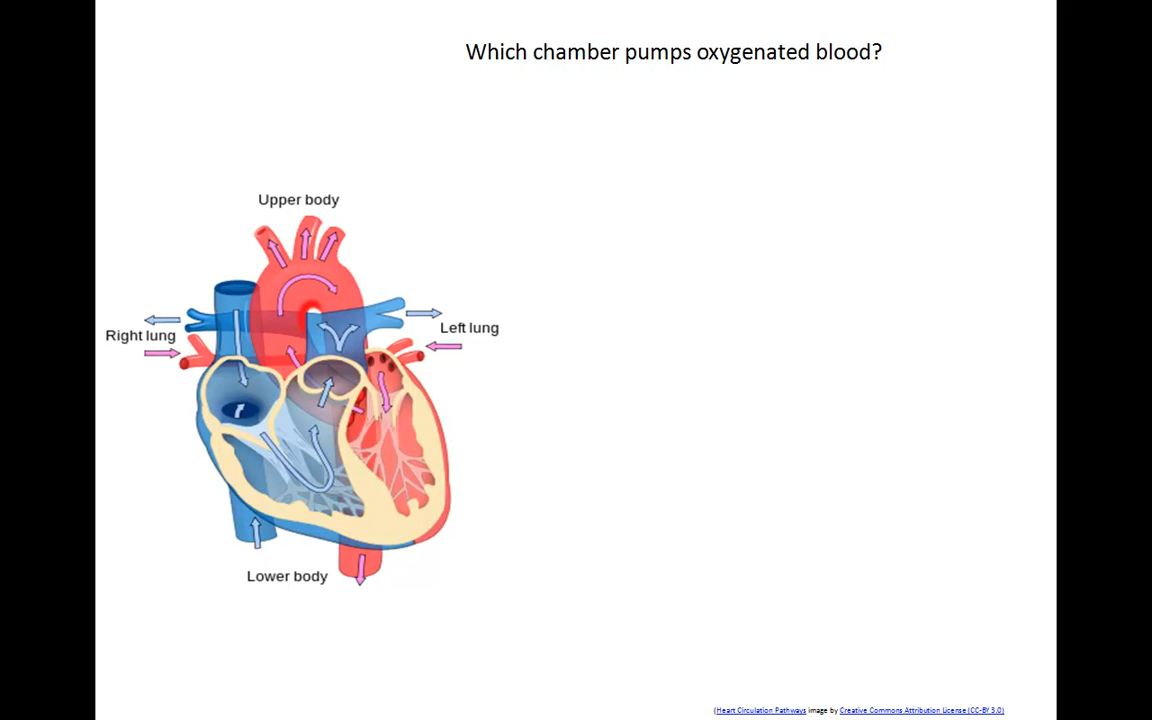 Which chamber pumps oxygenated blood?
Upper body
Right lung
Left lung
Lower body
(Heart Circulation Pathways image by Creative Commons Attribution License (CC-BY 3.0)